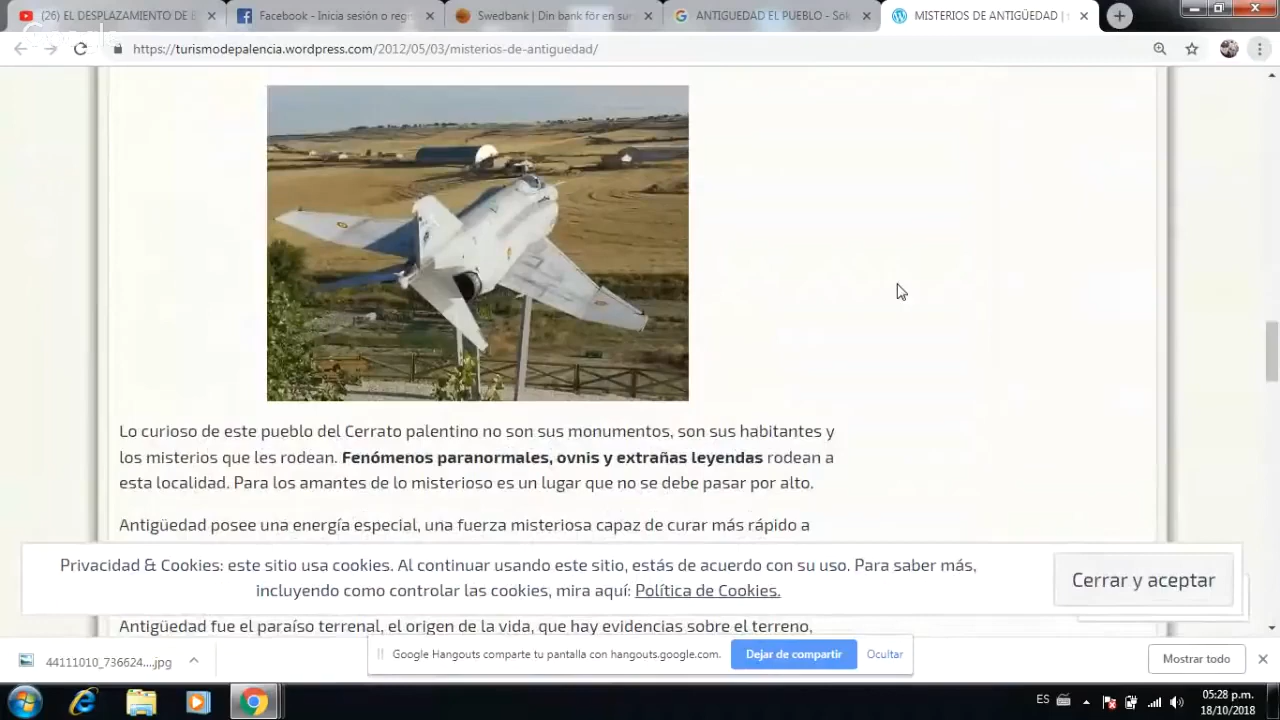 (26) EL DESPLAZAMIENTO DE E
Facebook - Inicia sesión o regis
Swedbank | Din bank för en sun
ANTIGUEDAD EL PUEBLO - Sök
MISTERIOS DE ANTIGÜEDAD |
https://turismodepalencia.wordpress.com/2012/05/03/misterios-de-antiguedad/
Lo curioso de este pueblo del Cerrato palentino no son sus monumentos, son sus habitantes y
los misterios que les rodean. Fenómenos paranormales, ovnis y extrañas leyendas rodean a
esta localidad. Para los amantes de lo misterioso es un lugar que no se debe pasar por alto.
Antigüedad posee una energía especial, una fuerza misteriosa capaz de curar más rápido a
Privacidad & Cookies: este sitio usa cookies. Al continuar usando este sitio, estás de acuerdo con su uso. Para saber más,
incluyendo como controlar las cookies, mira aquí: Política de Cookies.
Cerrar y aceptar
Antigüedad fue el paraíso terrenal, el origen de la vida, que hay evidencias sobre el terreno,
44111010_736624....jpg
Google Hangouts comparte tu pantalla con hangouts.google.com.
Dejar de compartir
Ocultar
Mostrar todo
ES
05:28 p.m.
18/10/2018